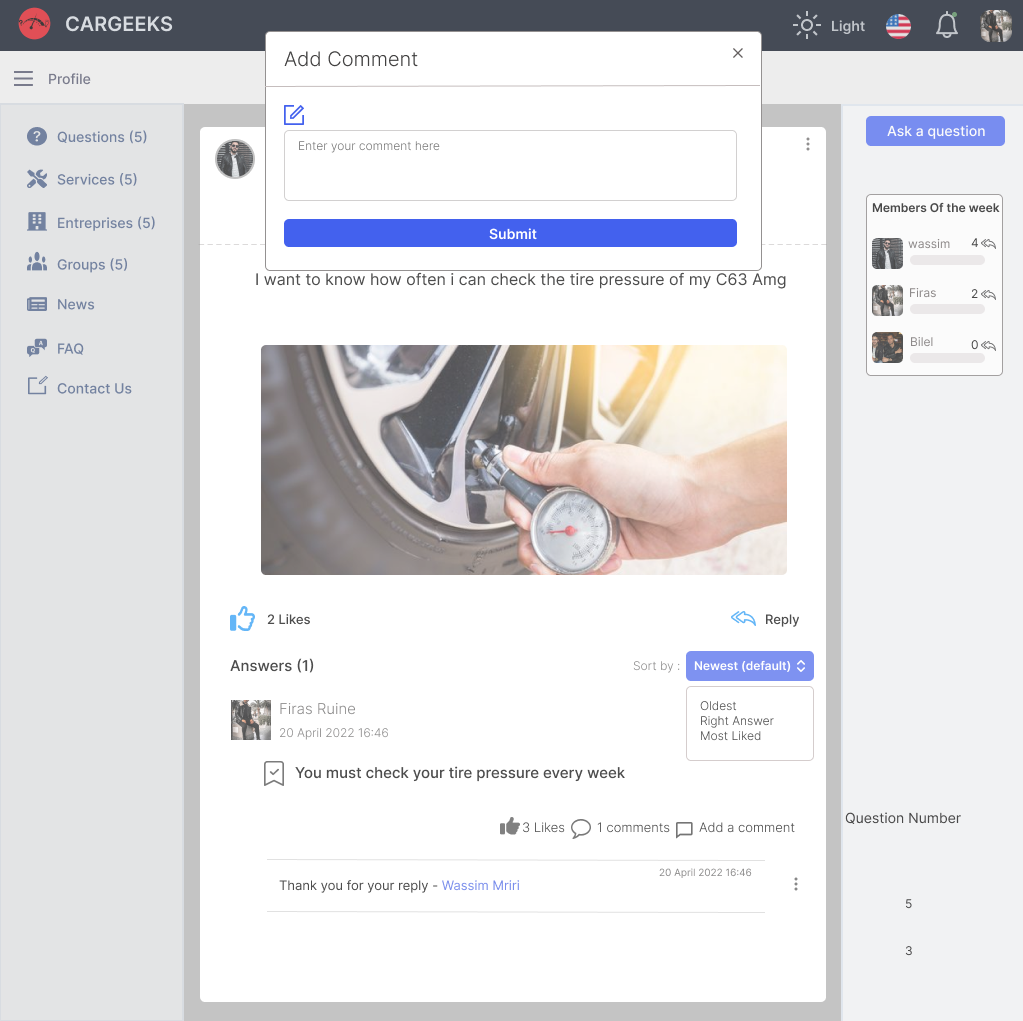 CARGEEKS
Light
Profile
Questions (5)
Services (5)
Entreprises (5)
Groups (5)
News
FAQ
Contact Us
Add Comment
Enter your comment here
Submit
I want to know how often i can check the tire pressure of my C63 Amg
2 Likes
Reply
Answers (1)
Sort by :
Newest (default)
Oldest
Right Answer
Most Liked
Firas Ruine
20 April 2022 16:46
You must check your tire pressure every week
3 Likes
1 comments
Add a comment
Thank you for your reply - Wassim Mriri
20 April 2022 16:46
Ask a question
Members Of the week
wassim
4
Firas
2
Bilel
0
Question Number
5
3